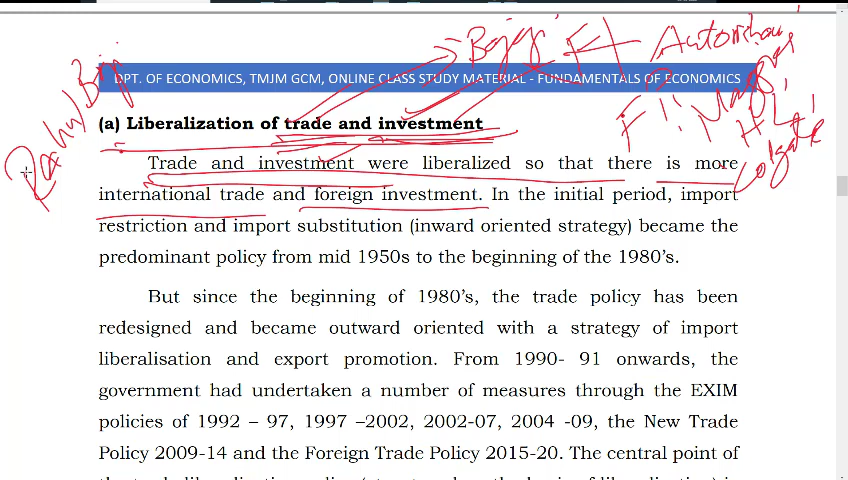 DPT. OF ECONOMICS, TMJM GCM, ONLINE CLASS STUDY MATERIAL - FUNDAMENTALS OF ECONOMICS
(a) Liberalization of trade and investment
Trade and investment were liberalized so that there is more
international trade and foreign investment. In the initial period, import
restriction and import substitution (inward oriented strategy) became the
predominant policy from mid 1950s to the beginning of the 1980's.
But since the beginning of 1980's, the trade policy has been
redesigned and became outward oriented with a strategy of import
liberalisation and export promotion. From 1990- 91 onwards, the
government had undertaken a number of measures through the EXIM
policies of 1992 – 97, 1997 –2002, 2002-07, 2004 -09, the New Trade
Policy 2009-14 and the Foreign Trade Policy 2015-20. The central point of